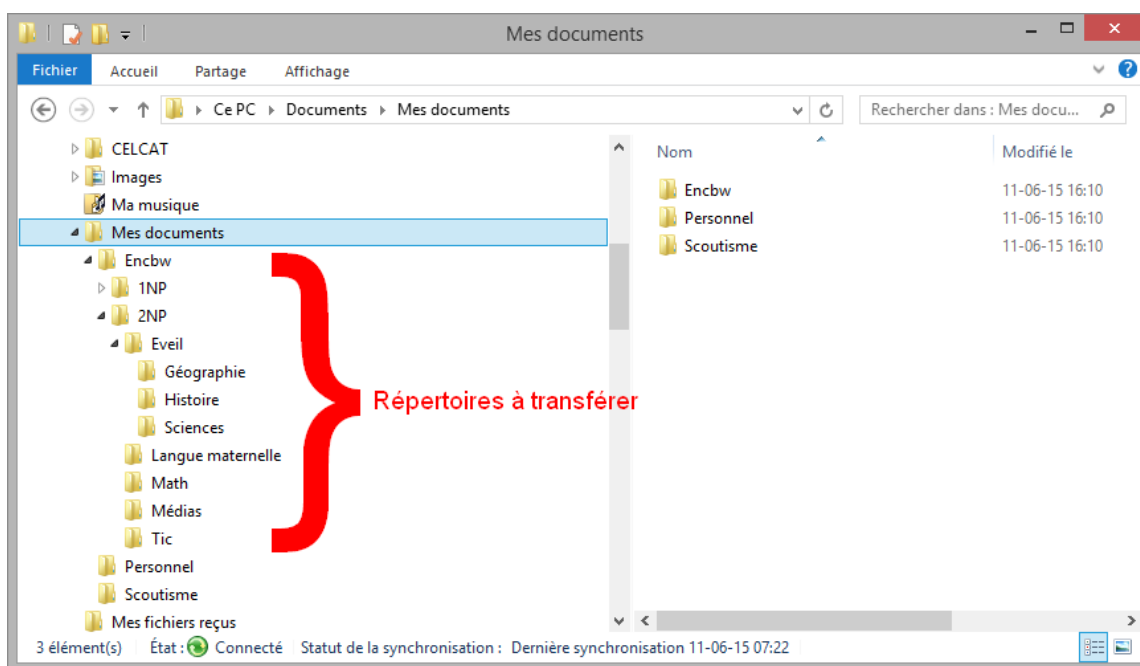 Mes documents
Fichier Accueil Partage Affichage
Ce PC Documents Mes documents
Rechercher dans : Mes docu...
CELCAT
Images
Ma musique
Mes documents
Encbw
1NP
2NP
Eveil
Géographie
Histoire
Sciences
Langue maternelle
Math
Médias
Tic
Personnel
Scoutisme
Mes fichiers reçus
Répertoires à transférer
Nom Modifié le
Encbw 11-06-15 16:10
Personnel 11-06-15 16:10
Scoutisme 11-06-15 16:10
3 élément(s) État : Connecté Statut de la synchronisation : Dernière synchronisation 11-06-15 07:22